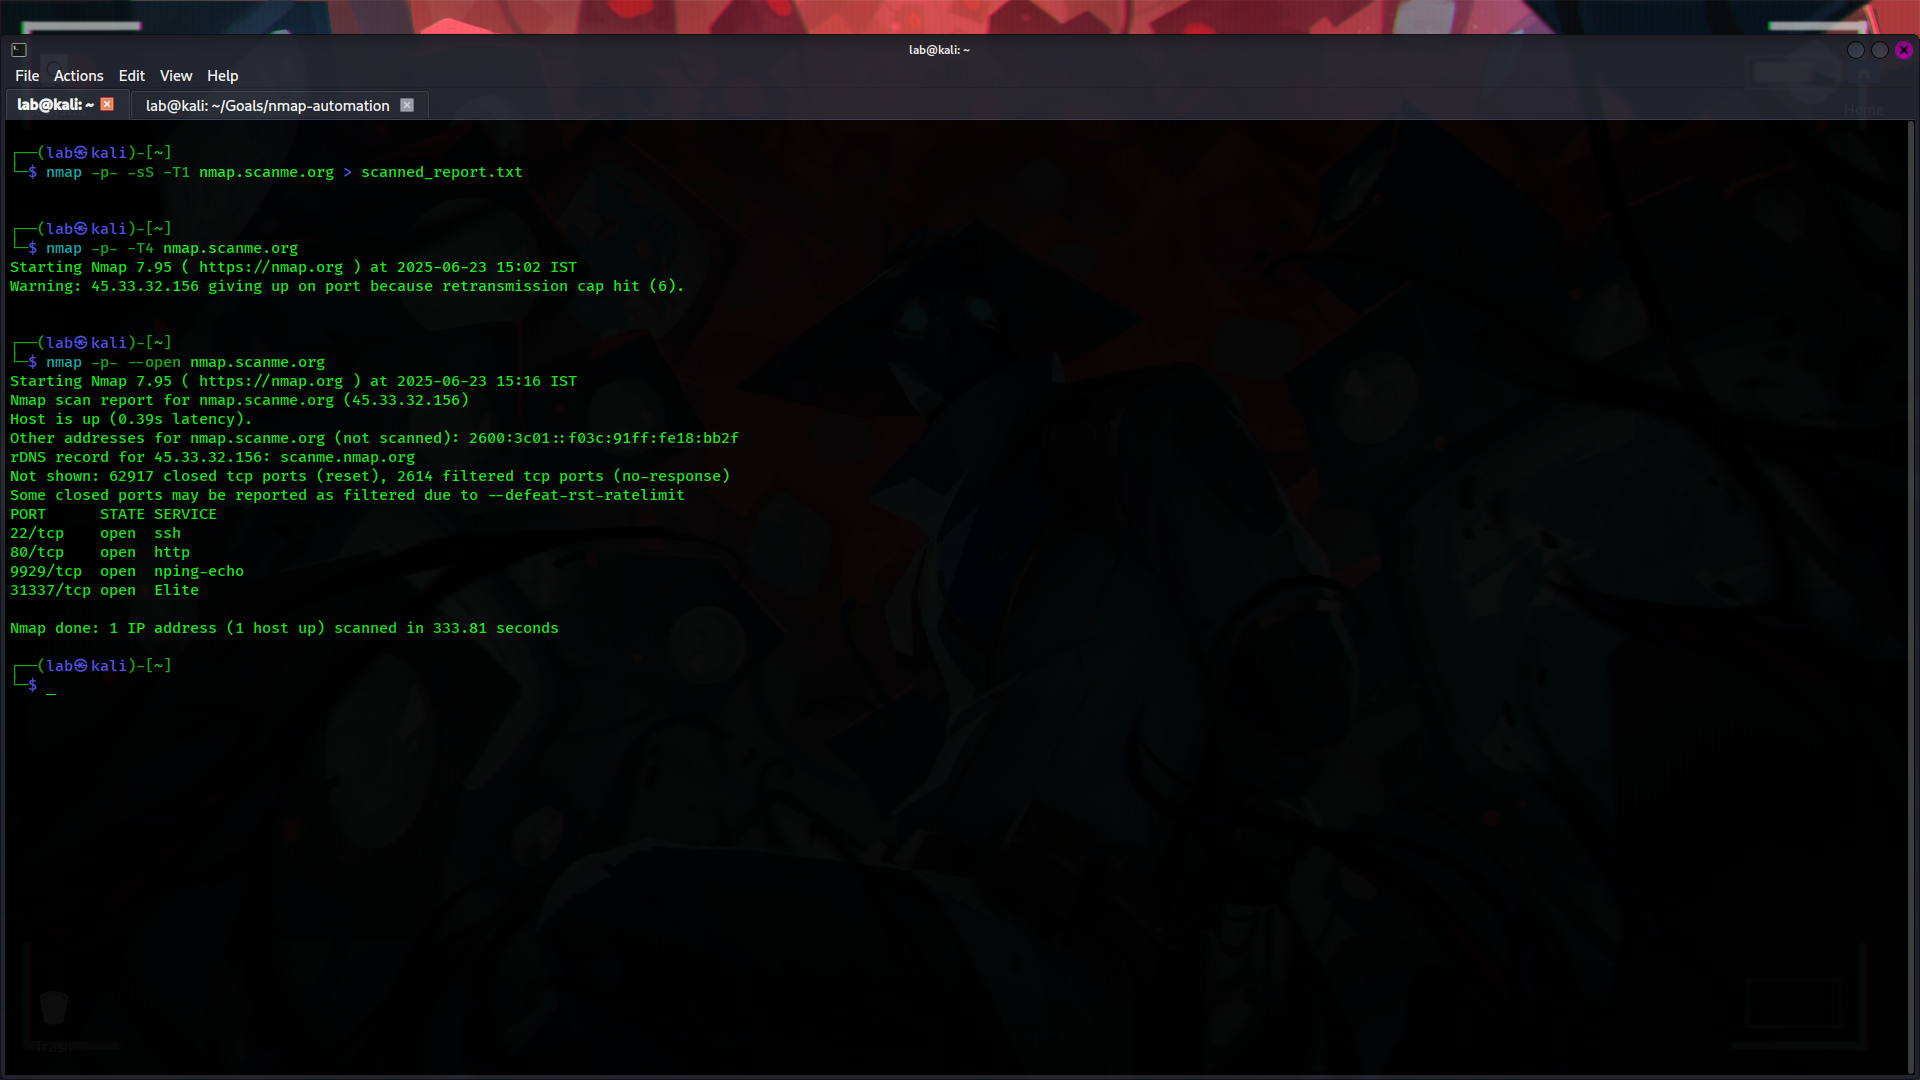 lab@kali: ~
File Actions Edit View Help
lab@kali: ~ lab@kali: ~/Goals/nmap-automation
Home
┌──(lab㉿kali)-[~]
└─$ nmap -p- -sS -T1 nmap.scanme.org > scanned_report.txt
┌──(lab㉿kali)-[~]
└─$ nmap -p- -T4 nmap.scanme.org
Starting Nmap 7.95 ( https://nmap.org ) at 2025-06-23 15:02 IST
Warning: 45.33.32.156 giving up on port because retransmission cap hit (6).
┌──(lab㉿kali)-[~]
└─$ nmap -p- --open nmap.scanme.org
Starting Nmap 7.95 ( https://nmap.org ) at 2025-06-23 15:16 IST
Nmap scan report for nmap.scanme.org (45.33.32.156)
Host is up (0.39s latency).
Other addresses for nmap.scanme.org (not scanned): 2600:3c01::f03c:91ff:fe18:bb2f
rDNS record for 45.33.32.156: scanme.nmap.org
Not shown: 62917 closed tcp ports (reset), 2614 filtered tcp ports (no-response)
Some closed ports may be reported as filtered due to --defeat-rst-ratelimit
PORT      STATE SERVICE
22/tcp    open  ssh
80/tcp    open  http
9929/tcp  open  nping-echo
31337/tcp open  Elite
Nmap done: 1 IP address (1 host up) scanned in 333.81 seconds
┌──(lab㉿kali)-[~]
└─$ _
Trash